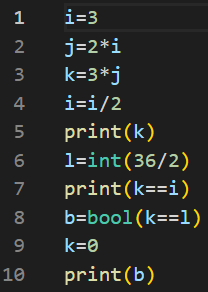 1 i=3
2 j=2*i
3 k=3*j
4 i=i/2
5 print(k)
6 l=int(36/2)
7 print(k==i)
8 b=bool(k==l)
9 k=0
10 print(b)